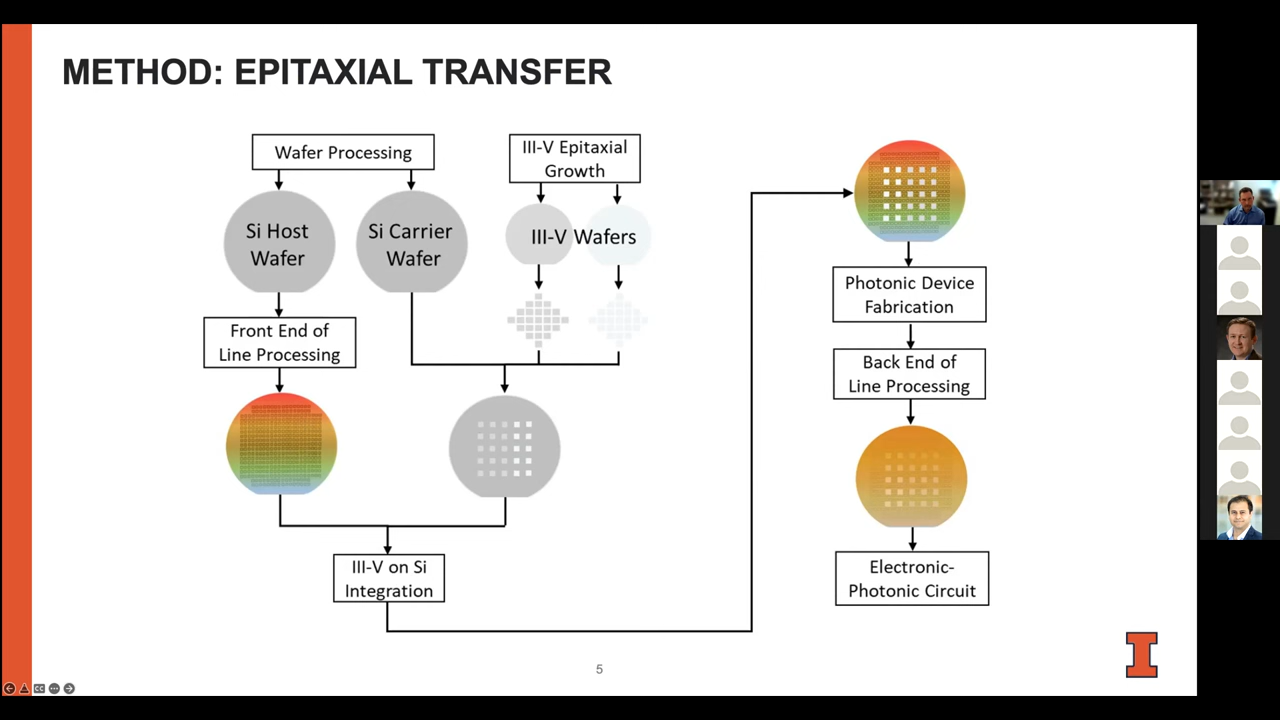 METHOD: EPITAXIAL TRANSFER
Wafer Processing
III-V Epitaxial
Growth
Si Host
Wafer
Si Carrier
Wafer
III-V Wafers
Front End of
Line Processing
III-V on Si
Integration
Photonic Device
Fabrication
Back End of
Line Processing
Electronic-
Photonic Circuit
5
I
CC